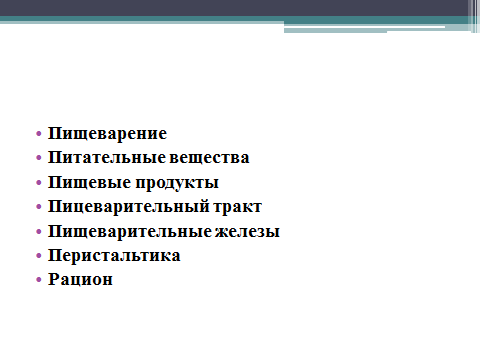 • Пищеварение
• Питательные вещества
• Пищевые продукты
• Пицеварительный тракт
• Пищеварительные железы
• Перистальтика
• Рацион